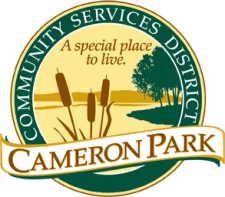 COMMUNITY SERVICES DISTRICT
A special place
to live.
CAMERON PARK